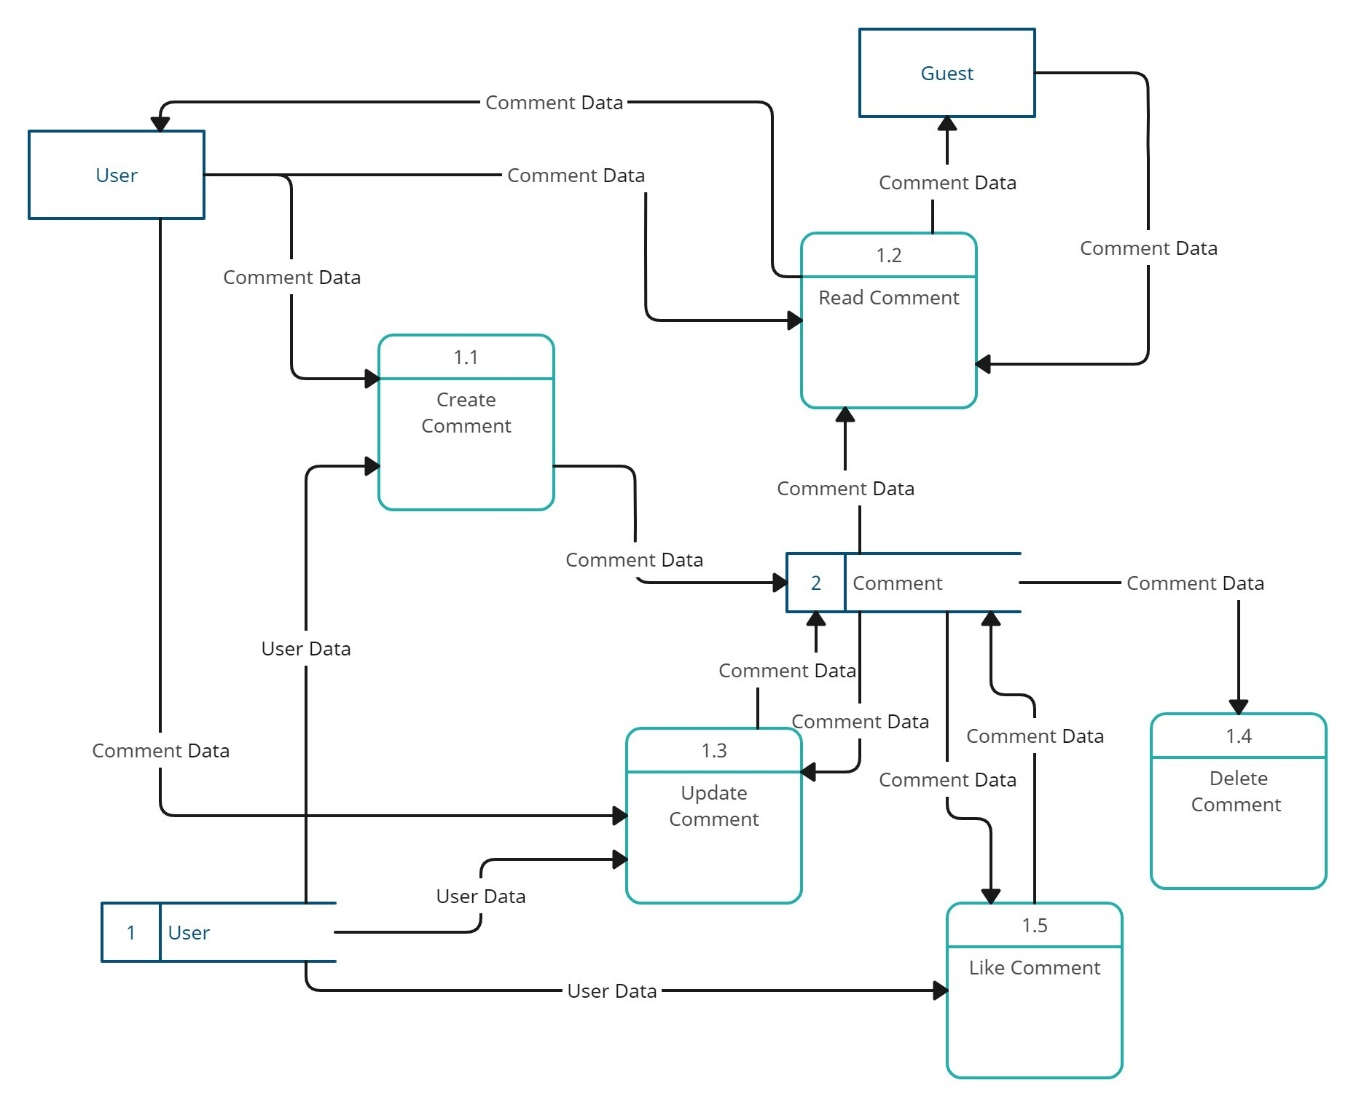 Guest
Comment Data
User
Comment Data
Comment Data
Comment Data
Comment Data
1.2
Read Comment
1.1
Create
Comment
Comment Data
Comment Data
2
Comment
Comment Data
User Data
Comment Data
Comment Data
Comment Data
Comment Data
1.3
Update
Comment
1.4
Delete
Comment
Comment Data
Comment Data
User Data
1
User
1.5
Like Comment
User Data